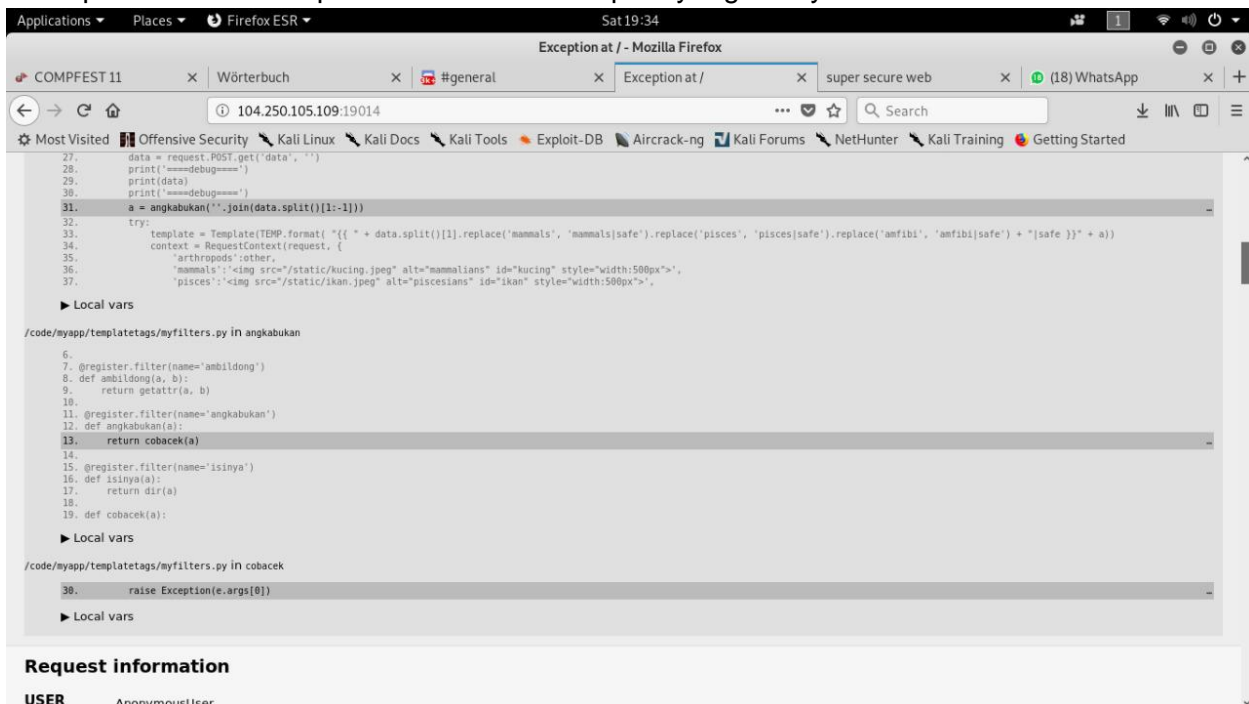 Applications Places Firefox ESR Sat 19:34 1
Exception at / - Mozilla Firefox
COMPFEST 11 Wörterbuch #general Exception at / super secure web (18) WhatsApp
104.250.105.109:19014 Search
Most Visited Offensive Security Kali Linux Kali Docs Kali Tools Exploit-DB Aircrack-ng Kali Forums NetHunter Kali Training Getting Started
27. data = request.POST.get('data', '')
28. print('====debug====')
29. print(data)
30. print('====debug====')
31. a = angkabukan(''.join(data.split()[1:-1]))
32. try:
33. template = Template(TEMP.format( "{{ " + data.split()[1].replace('mammals', 'mammals|safe').replace('pisces', 'pisces|safe').replace('amfibi', 'amfibi|safe') + "|safe }}" + a))
34. context = RequestContext(request, {
35. 'arthropods':other,
36. 'mammals':'<img src="/static/kucing.jpeg" alt="mammalians" id="kucing" style="width:500px">',
37. 'pisces':'<img src="/static/ikan.jpeg" alt="piscesians" id="ikan" style="width:500px">',
▶ Local vars
/code/myapp/templatetags/myfilters.py in angkabukan
6.
7. @register.filter(name='ambildong')
8. def ambildong(a, b):
9. return getattr(a, b)
10.
11. @register.filter(name='angkabukan')
12. def angkabukan(a):
13. return cobacek(a)
14.
15. @register.filter(name='isinya')
16. def isinya(a):
17. return dir(a)
18.
19. def cobacek(a):
▶ Local vars
/code/myapp/templatetags/myfilters.py in cobacek
30. raise Exception(e.args[0])
▶ Local vars
Request information
USER AnonymousUser